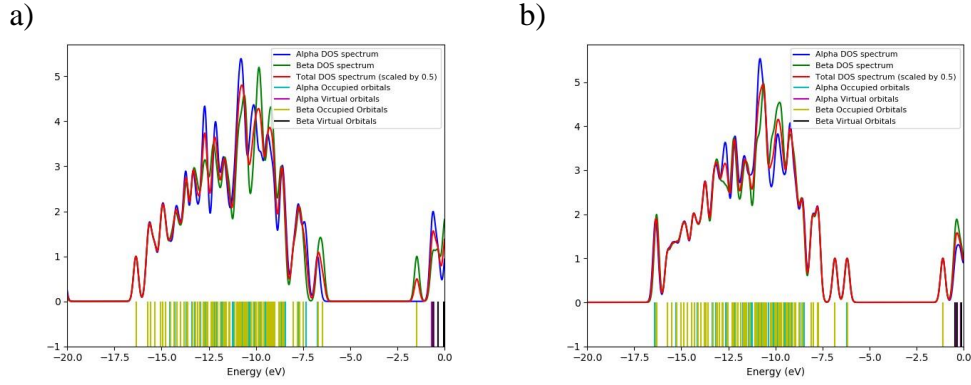 a)
b)
5
4
3
2
1
0
−1
−20.0 −17.5 −15.0 −12.5 −10.0 −7.5 −5.0 −2.5 0.0
Energy (eV)
Alpha DOS spectrum
Beta DOS spectrum
Total DOS spectrum (scaled by 0.5)
Alpha Occupied orbitals
Alpha Virtual orbitals
Beta Occupied Orbitals
Beta Virtual Orbitals
6
5
4
3
2
1
0
−1
−20.0 −17.5 −15.0 −12.5 −10.0 −7.5 −5.0 −2.5 0.0
Energy (eV)
Alpha DOS spectrum
Beta DOS spectrum
Total DOS spectrum (scaled by 0.5)
Alpha Occupied orbitals
Alpha Virtual orbitals
Beta Occupied Orbitals
Beta Virtual Orbitals